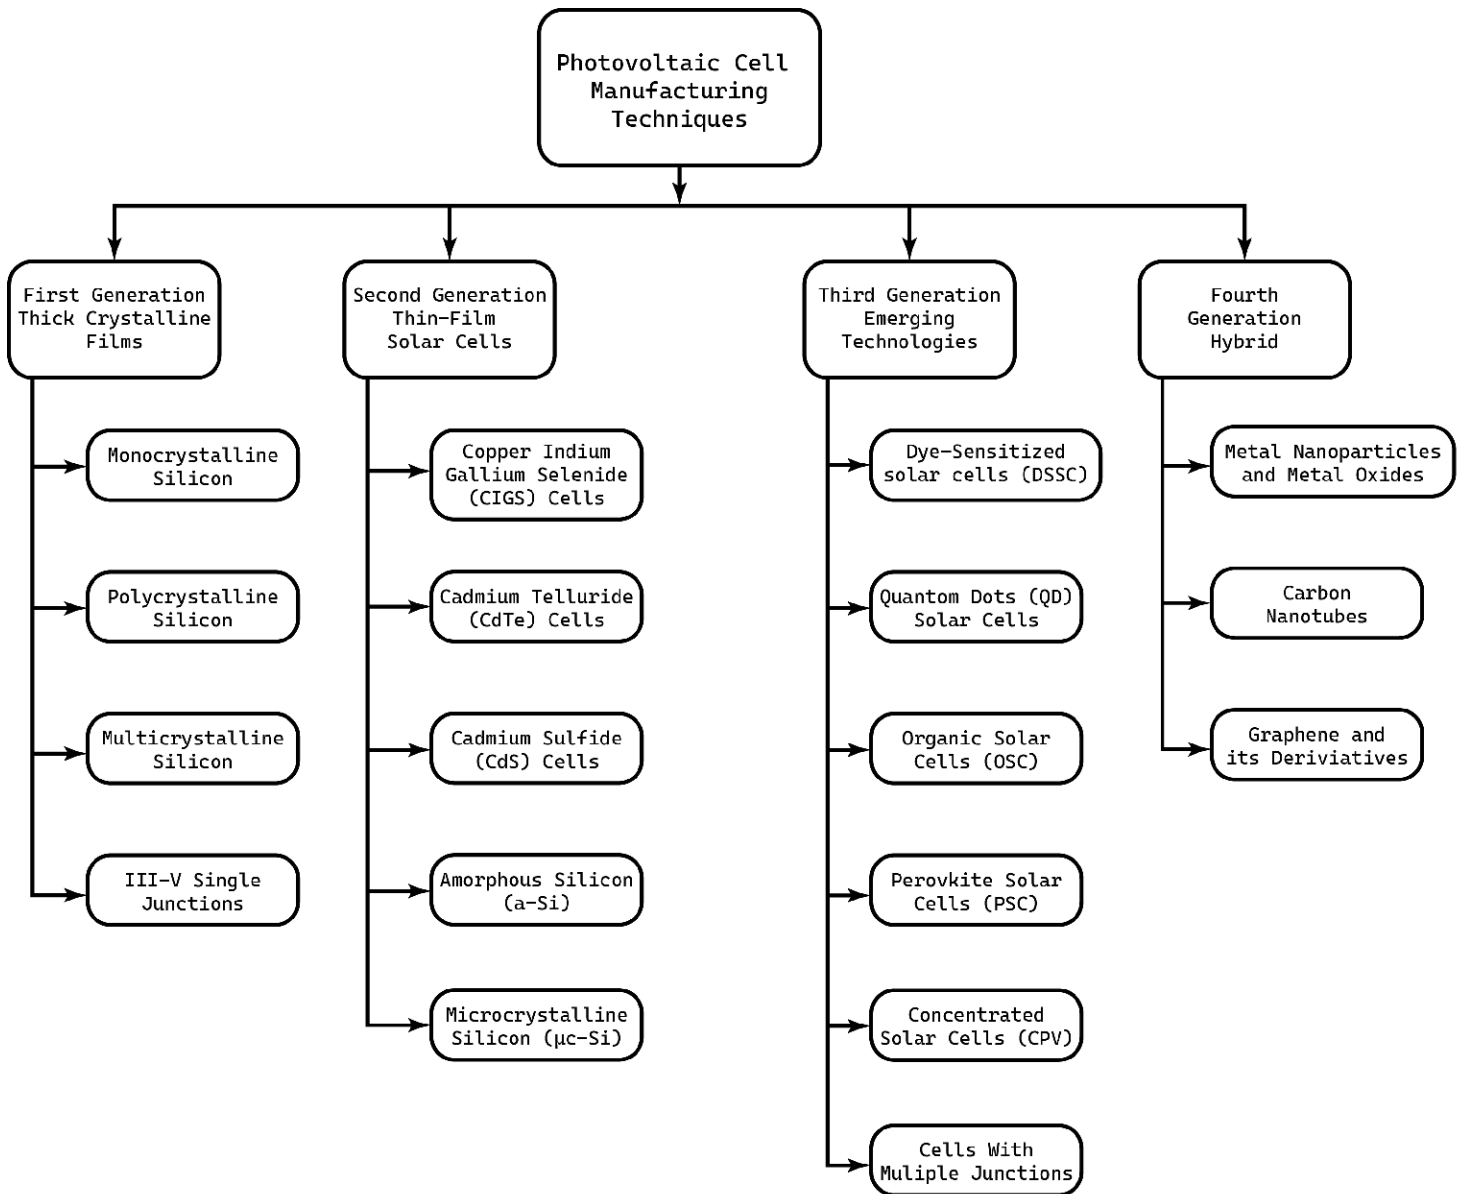 Photovoltaic Cell
Manufacturing
Techniques
First Generation
Thick Crystalline
Films
Monocrystalline
Silicon
Polycrystalline
Silicon
Multicrystalline
Silicon
III-V Single
Junctions
Second Generation
Thin-Film
Solar Cells
Copper Indium
Gallium Selenide
(CIGS) Cells
Cadmium Telluride
(CdTe) Cells
Cadmium Sulfide
(CdS) Cells
Amorphous Silicon
(a-Si)
Microcrystalline
Silicon (μc-Si)
Third Generation
Emerging
Technologies
Dye-Sensitized
solar cells (DSSC)
Quantom Dots (QD)
Solar Cells
Organic Solar
Cells (OSC)
Perovkite Solar
Cells (PSC)
Concentrated
Solar Cells (CPV)
Cells With
Muliple Junctions
Fourth
Generation
Hybrid
Metal Nanoparticles
and Metal Oxides
Carbon
Nanotubes
Graphene and
its Deriviatives